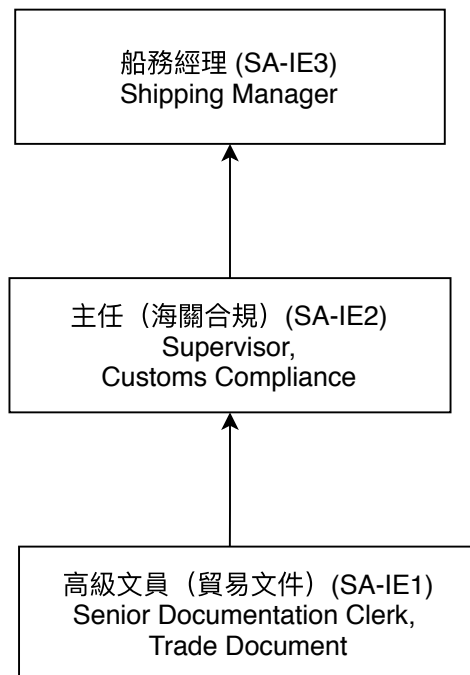 船務經理 (SA-IE3)
Shipping Manager
主任（海關合規）(SA-IE2)
Supervisor,
Customs Compliance
高級文員（貿易文件）(SA-IE1)
Senior Documentation Clerk,
Trade Document